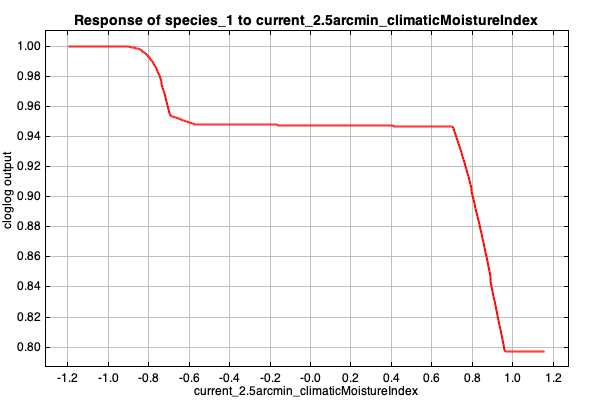 Response of species_1 to current_2.5arcmin_climaticMoistureIndex
1.00
0.98
0.96
0.94
0.92
0.90
0.88
0.86
0.84
0.82
0.80
cloglog output
-1.2 -1.0 -0.8 -0.6 -0.4 -0.2 -0.0 0.2 0.4 0.6 0.8 1.0 1.2
current_2.5arcmin_climaticMoistureIndex